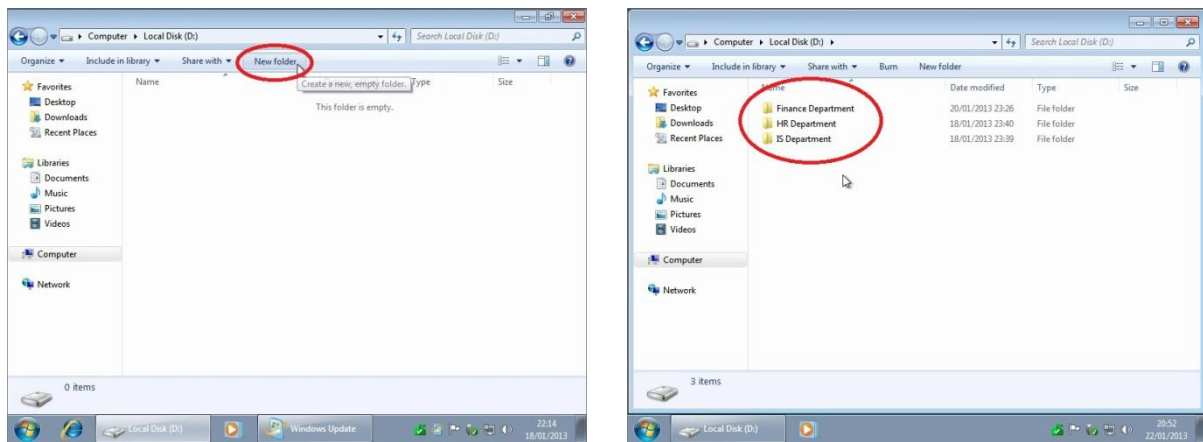 Computer ▸ Local Disk (D:)
Search Local Disk (D:)
Organize
Include in library
Share with
New folder
Name
Type
Size
Create a new, empty folder.
This folder is empty.
Favorites
Desktop
Downloads
Recent Places
Libraries
Documents
Music
Pictures
Videos
Computer
Network
0 items
Local Disk (D:)
Windows Update
22:14
18/01/2013
Computer ▸ Local Disk (D:) ▸
Search Local Disk (D:)
Organize
Include in library
Share with
Burn
New folder
Name
Date modified
Type
Size
Favorites
Desktop
Downloads
Recent Places
Finance Department 20/01/2013 23:26 File folder
HR Department 18/01/2013 23:40 File folder
IS Department 18/01/2013 23:39 File folder
Libraries
Documents
Music
Pictures
Videos
Computer
Network
3 items
Local Disk (D:)
20:52
22/01/2013